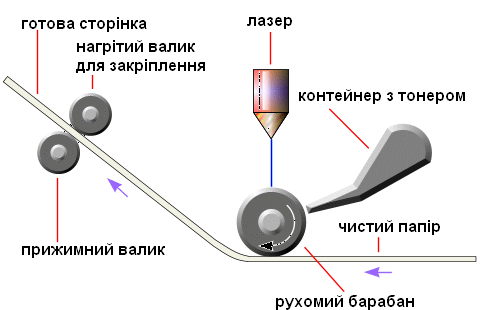 готова сторінка
нагрітий валик
для закріплення
лазер
контейнер з тонером
чистий папір
прижимний валик
рухомий барабан